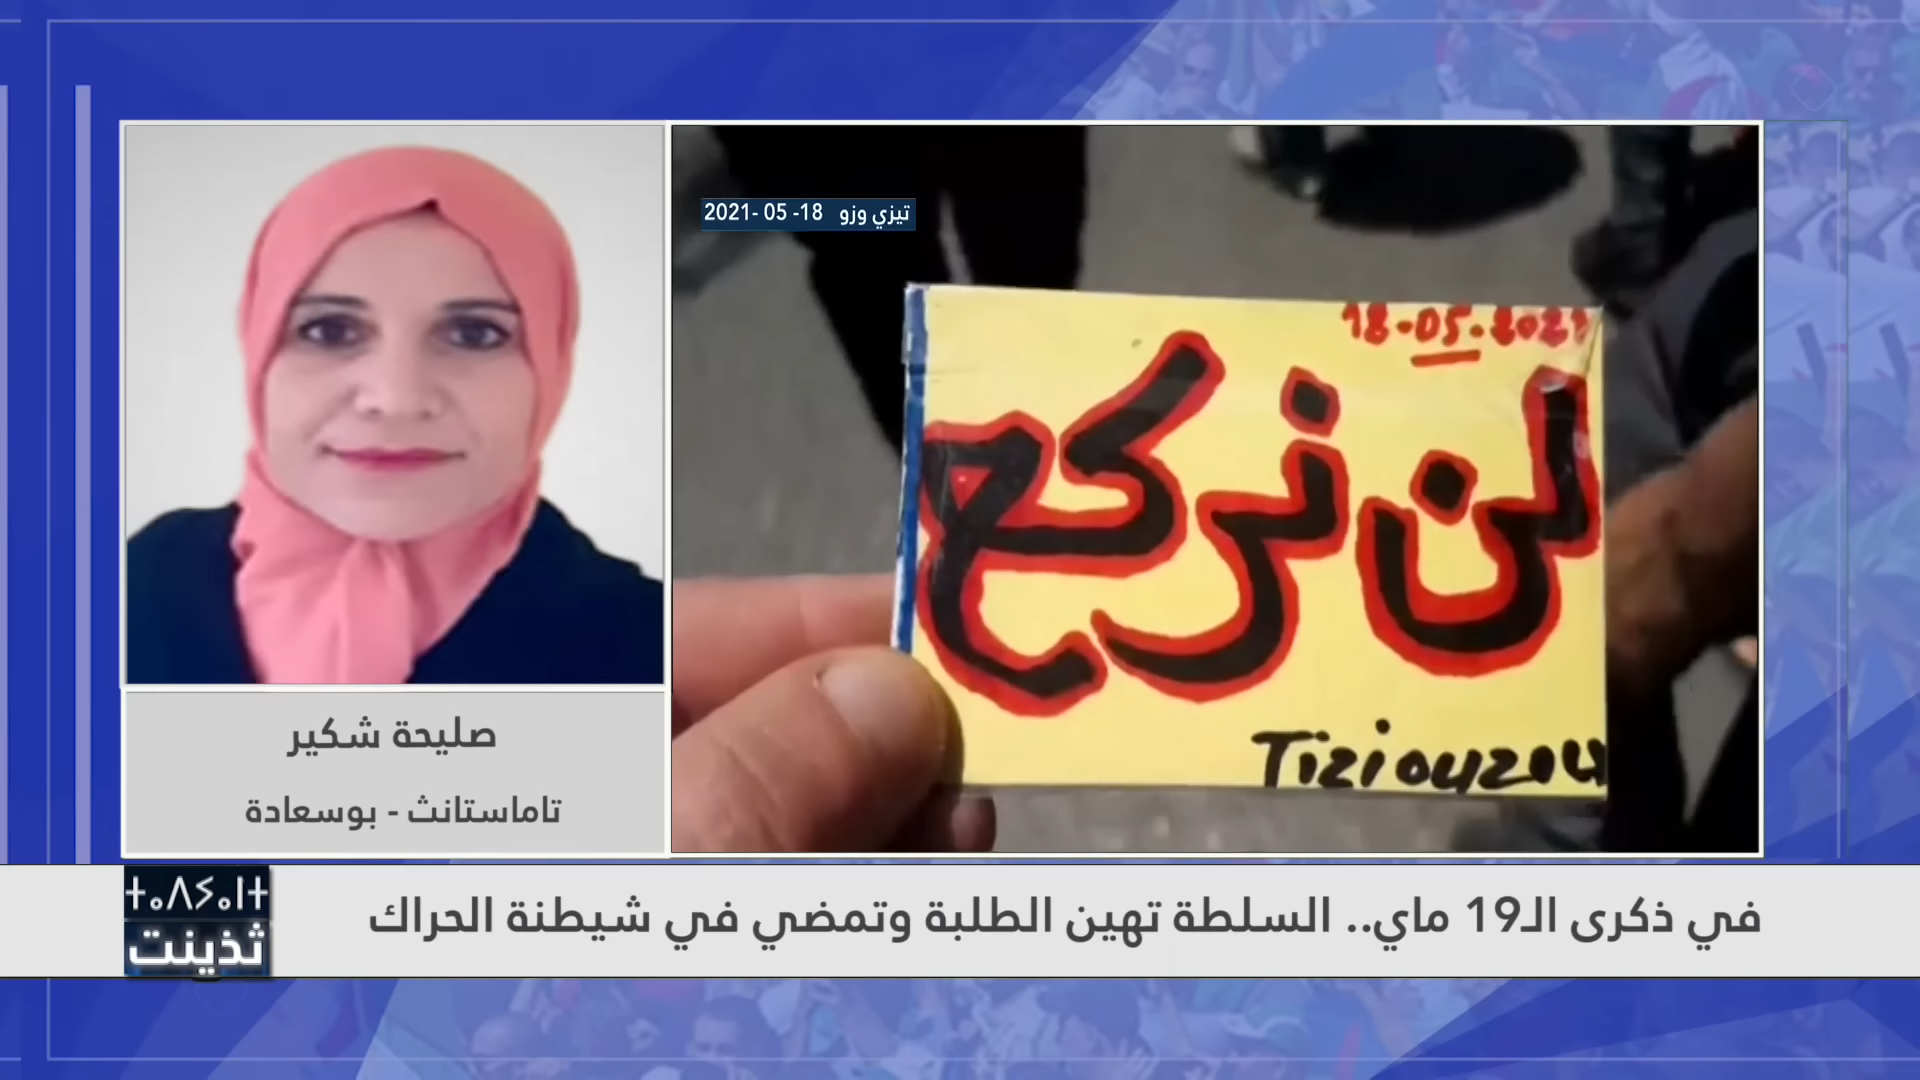 تيزي وزو 18- 05 -2021
18-05-2021
لن نركع
Tiziouzou
صليحة شكير
تاماستانث - بوسعادة
في ذكرى الـ19 ماي.. السلطة تهين الطلبة وتمضي في شيطنة الحراك
ⵜⴰⴷⵢⴰⵏⵜ
ثذينت